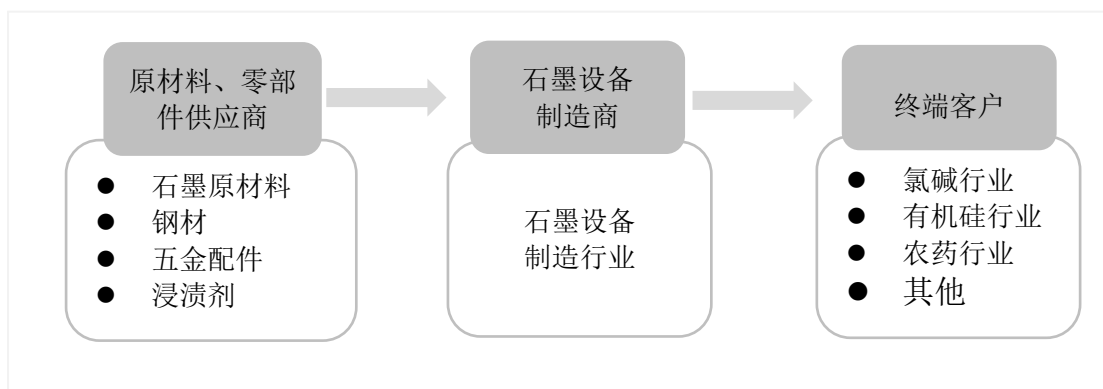 原材料、零部
件供应商
石墨原材料
钢材
五金配件
浸渍剂
石墨设备
制造商
石墨设备
制造行业
终端客户
氯碱行业
有机硅行业
农药行业
其他